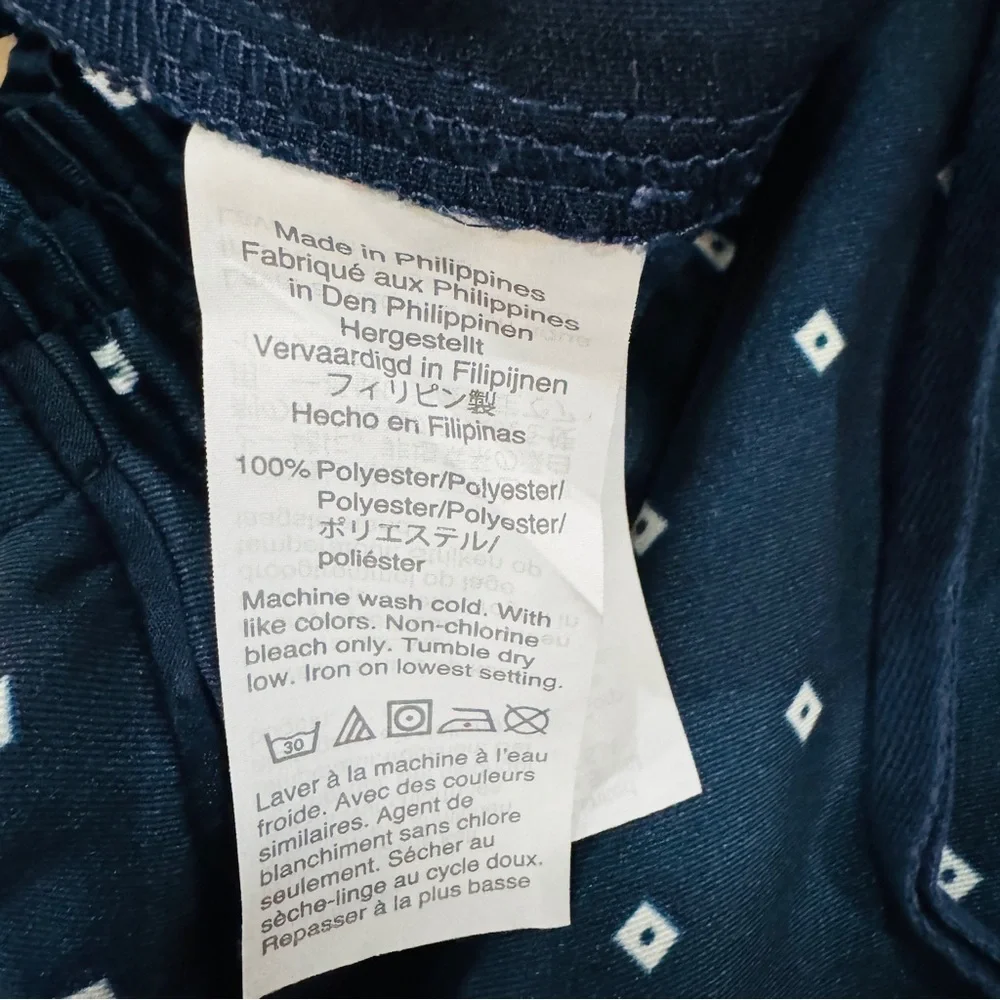 Made in Philippines
Fabriqué aux Philippines
in Den Philippinen
Hergestellt
Vervaardigd in Filipijnen
フィリピン製
Hecho en Filipinas
100% Polyester/Polyester/
Polyester/Polyester/
ポリエステル/
poliéster
Machine wash cold. With
like colors. Non-chlorine
bleach only. Tumble dry
low. Iron on lowest setting.
30
Laver à la machine à l'eau
froide. Avec des couleurs
similaires. Agent de
blanchiment sans chlore
seulement. Sécher au
sèche-linge au cycle doux.
Repasser à la plus basse